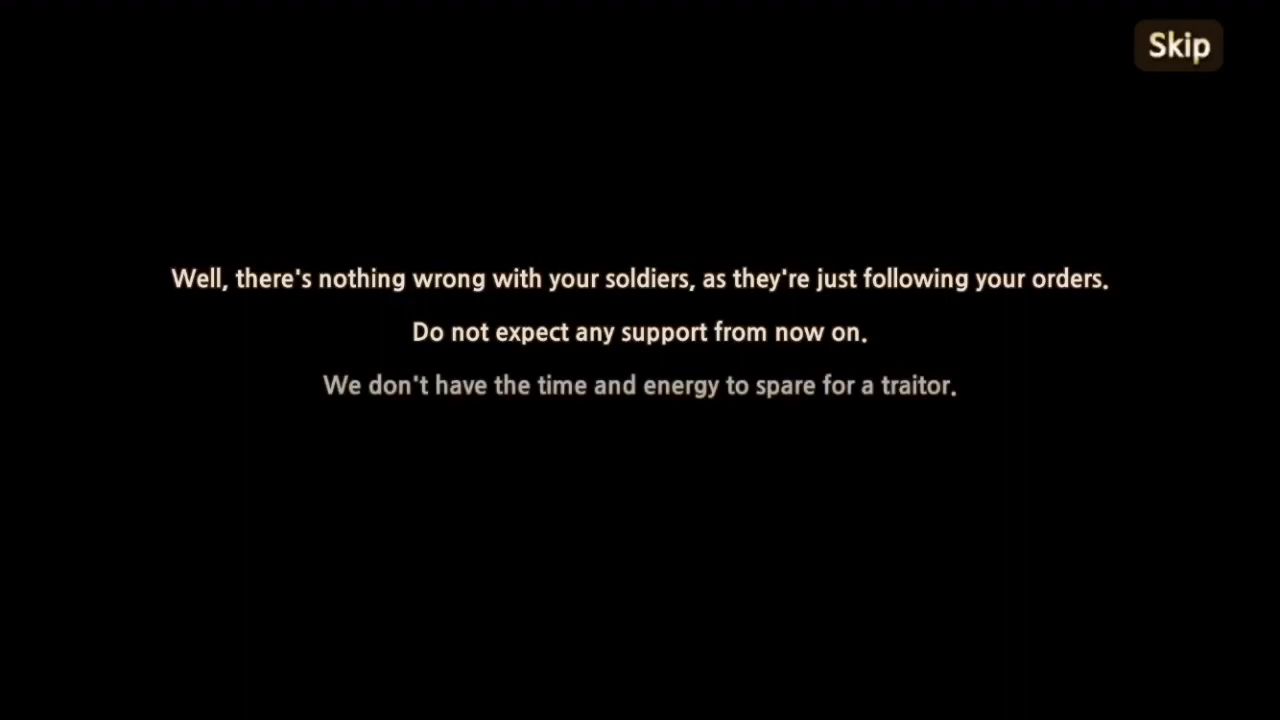 Skip
Well, there's nothing wrong with your soldiers, as they're just following your orders.
Do not expect any support from now on.
We don't have the time and energy to spare for a traitor.